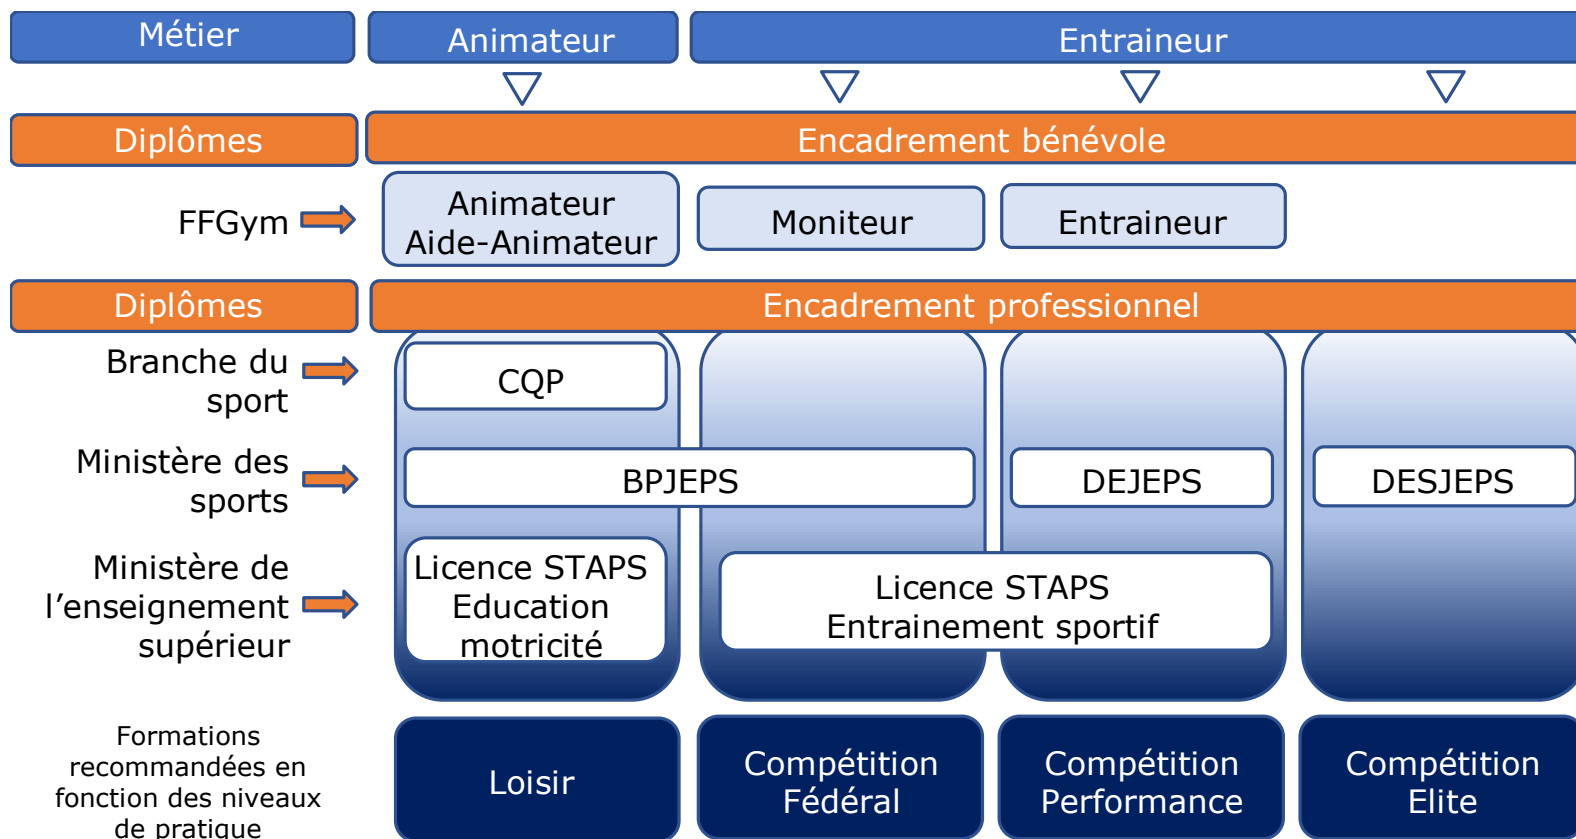 Métier
Animateur
Entraineur
Diplômes
Encadrement bénévole
FFGym
Animateur
Aide-Animateur
Moniteur
Entraineur
Diplômes
Encadrement professionnel
Branche du
sport
CQP
Ministère des
sports
BPJEPS
DEJEPS
DESJEPS
Ministère de
l’enseignement
supérieur
Licence STAPS
Education
motricité
Licence STAPS
Entrainement sportif
Formations
recommandées en
fonction des niveaux
de pratique
Loisir
Compétition
Fédéral
Compétition
Performance
Compétition
Elite